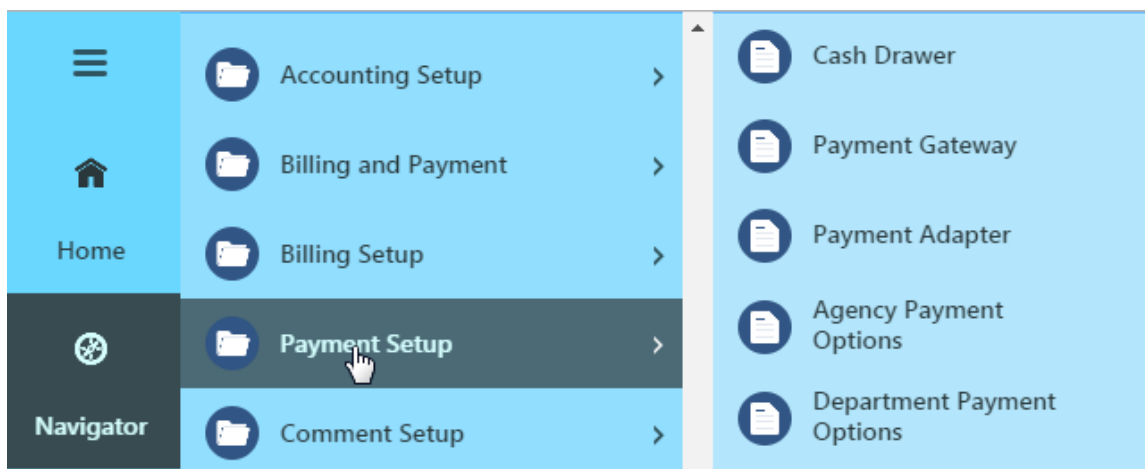 Home
Navigator
Accounting Setup
Billing and Payment
Billing Setup
Payment Setup
Comment Setup
Cash Drawer
Payment Gateway
Payment Adapter
Agency Payment
Options
Department Payment
Options